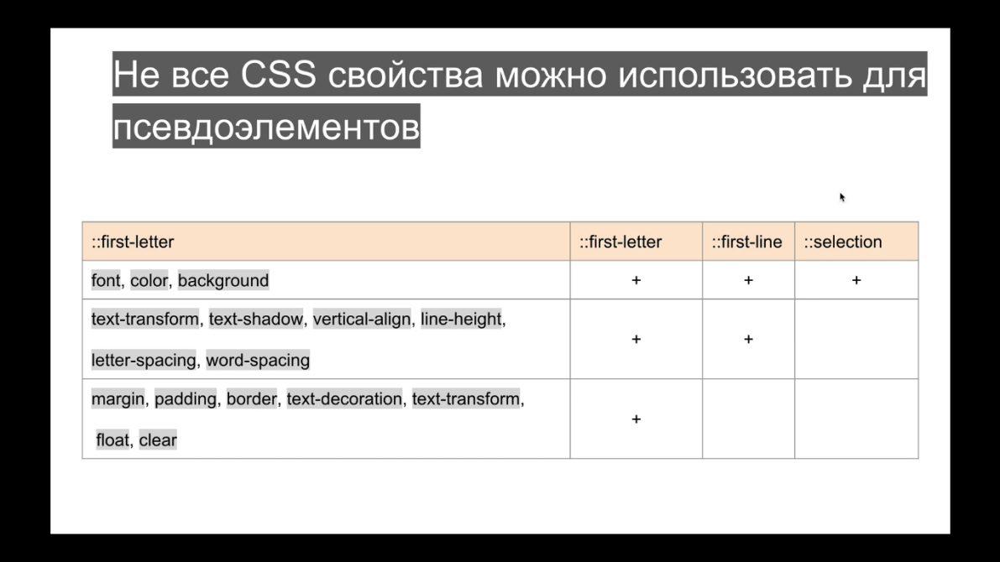 Не все CSS свойства можно использовать для
псевдоэлементов
::first-letter ::first-letter ::first-line ::selection
font, color, background + + +
text-transform, text-shadow, vertical-align, line-height,
letter-spacing, word-spacing + +
margin, padding, border, text-decoration, text-transform,
float, clear +